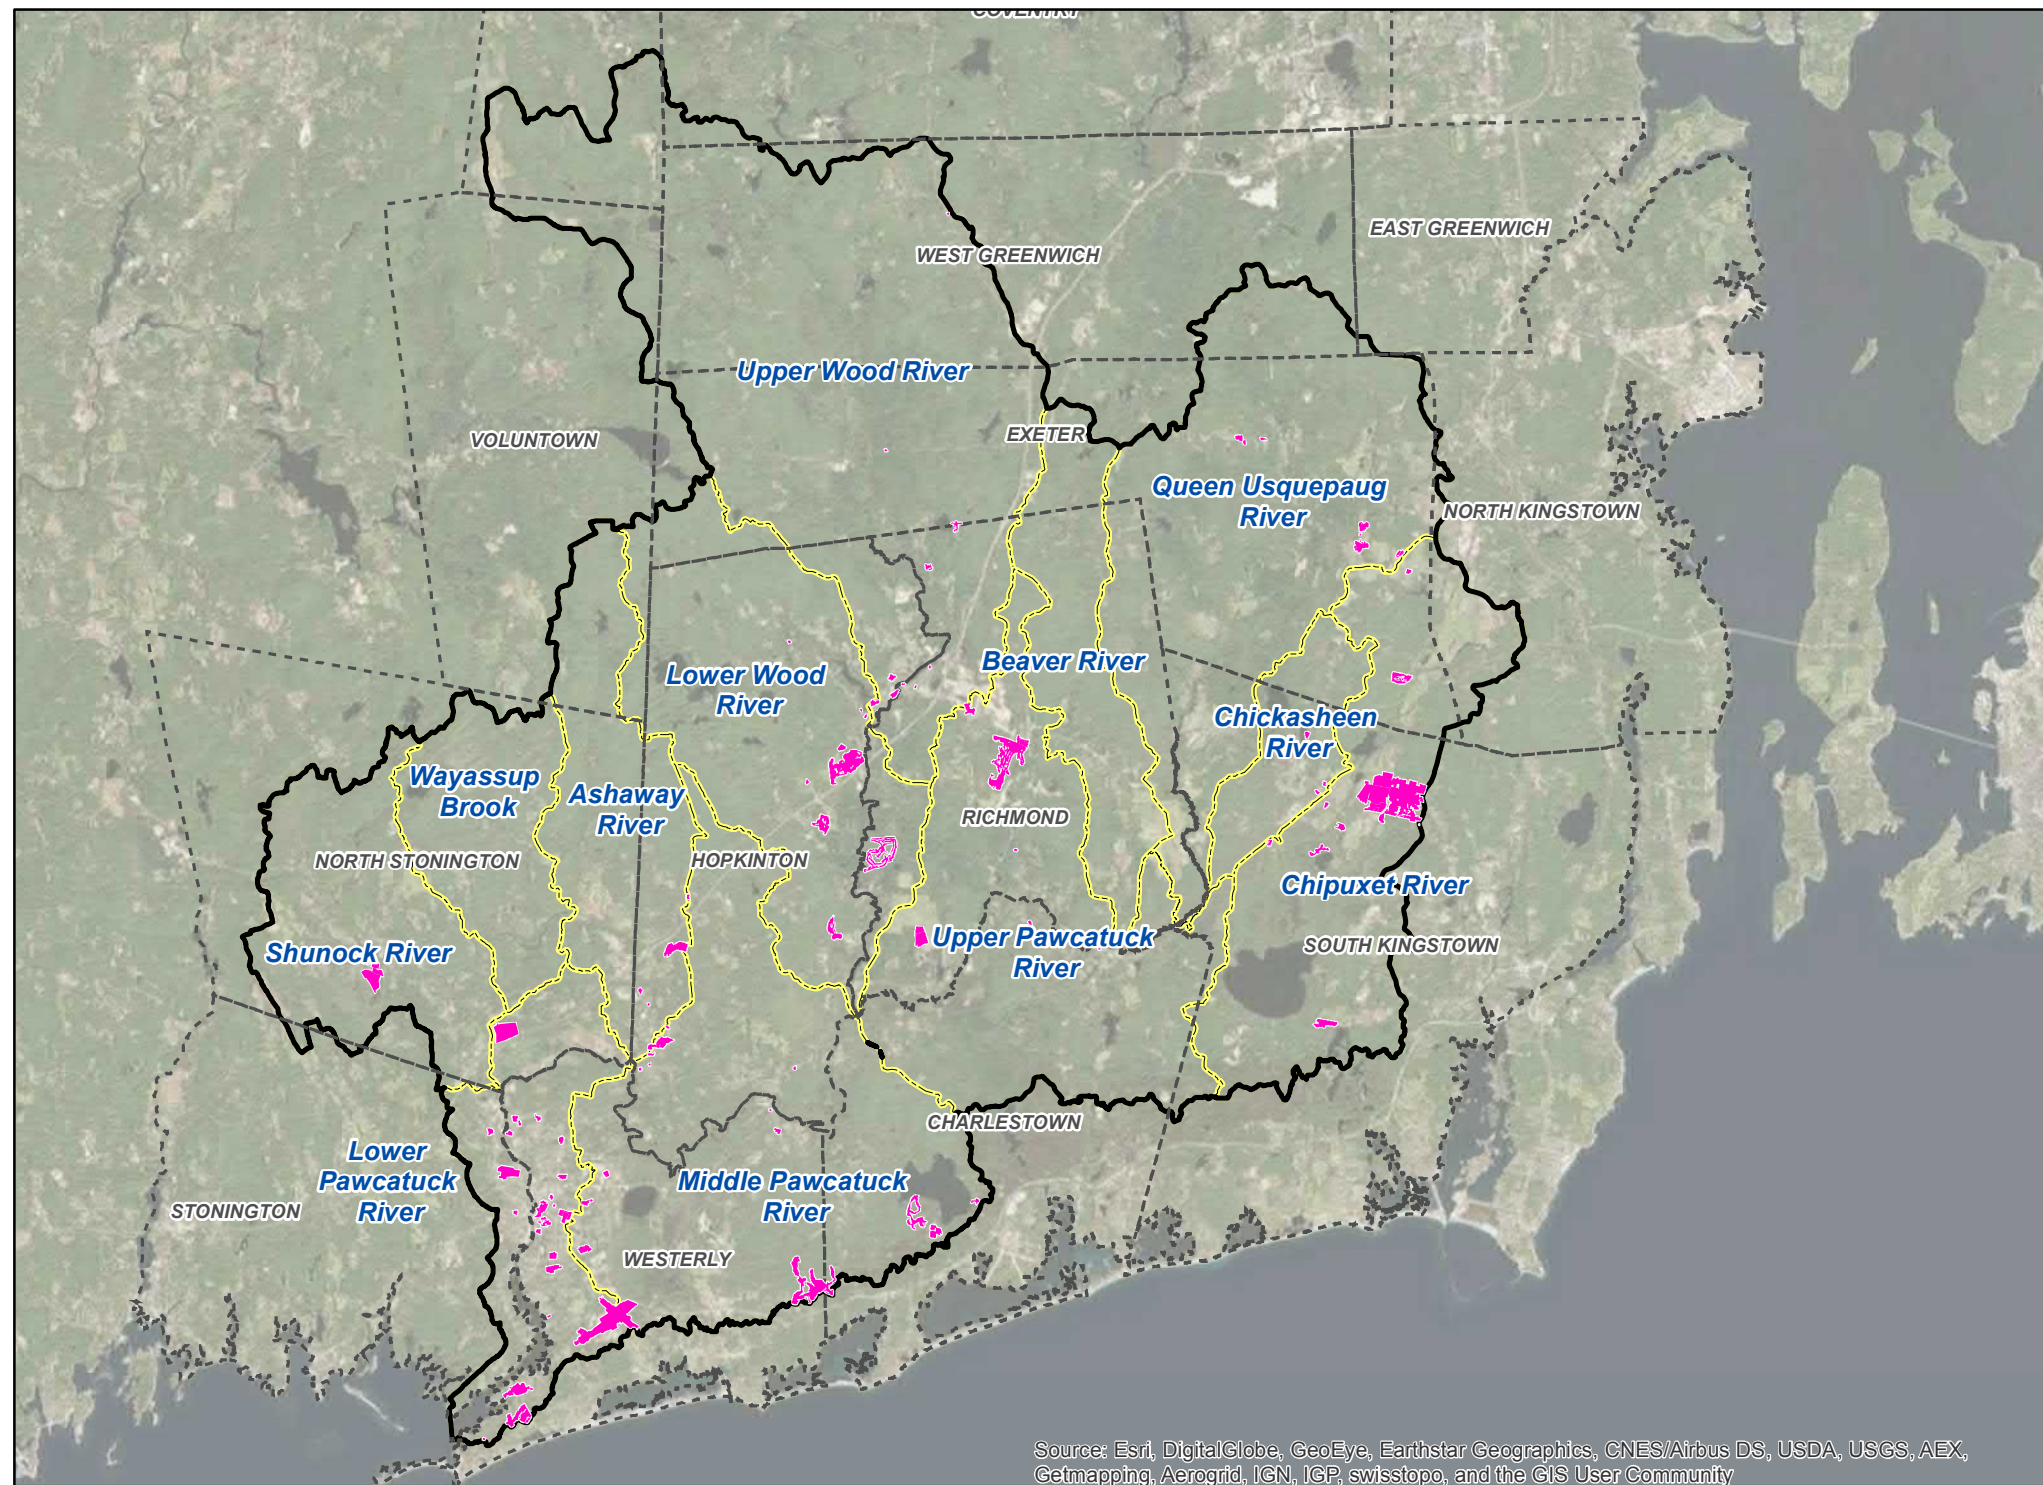 COVENTRY
WEST GREENWICH
EAST GREENWICH
Upper Wood River
VOLUNTOWN
EXETER
Queen Usquepaug
River
NORTH KINGSTOWN
Lower Wood
River
Beaver River
Chickasheen
River
Wayassup
Brook
Ashaway
River
RICHMOND
NORTH STONINGTON
HOPKINTON
Chipuxet River
Shunock River
Upper Pawcatuck
River
SOUTH KINGSTOWN
CHARLESTOWN
Lower
Pawcatuck
River
Middle Pawcatuck
River
STONINGTON
WESTERLY
Source: Esri, DigitalGlobe, GeoEye, Earthstar Geographics, CNES/Airbus DS, USDA, USGS, AEX,
Getmapping, Aerogrid, IGN, IGP, swisstopo, and the GIS User Community